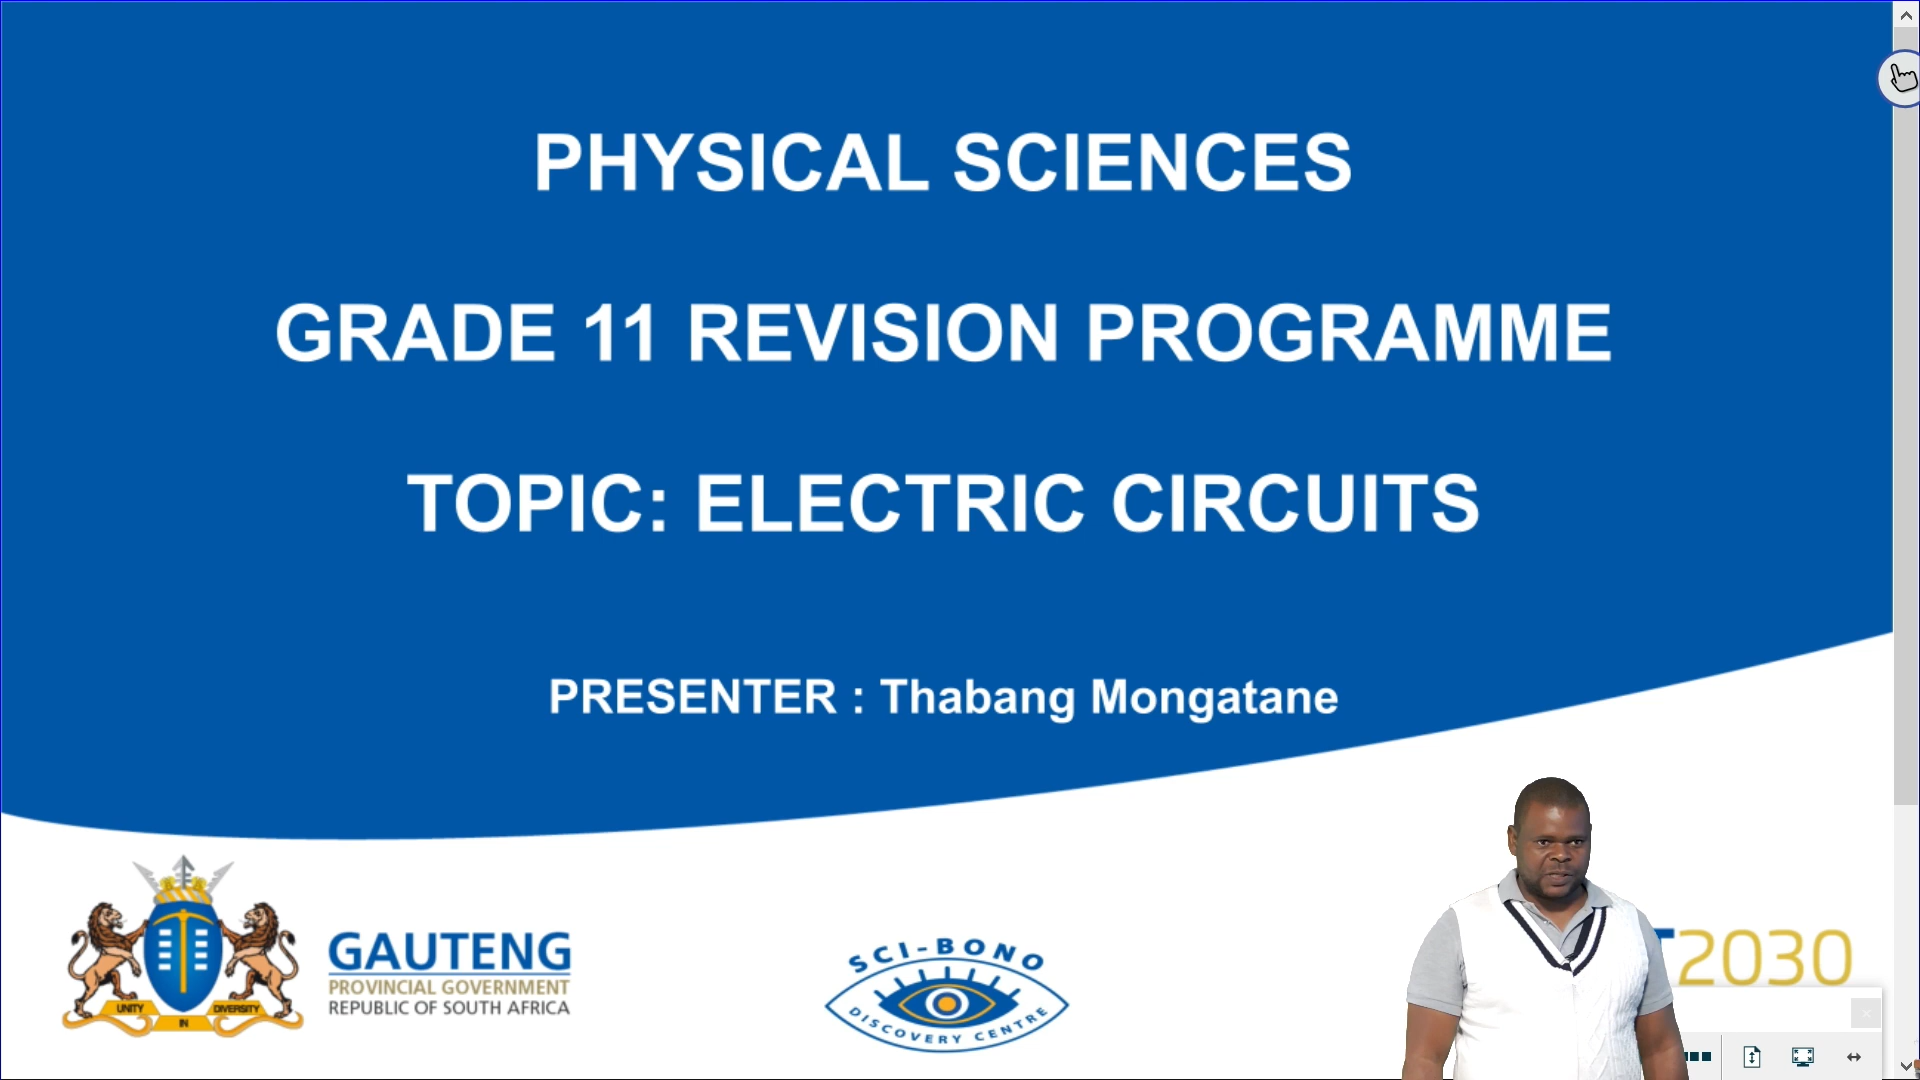 PHYSICAL SCIENCES
GRADE 11 REVISION PROGRAMME
TOPIC: ELECTRIC CIRCUITS
PRESENTER : Thabang Mongatane
UNITY
IN
DIVERSITY
GAUTENG
PROVINCIAL GOVERNMENT
REPUBLIC OF SOUTH AFRICA
SCI-BONO
DISCOVERY CENTRE
T2030